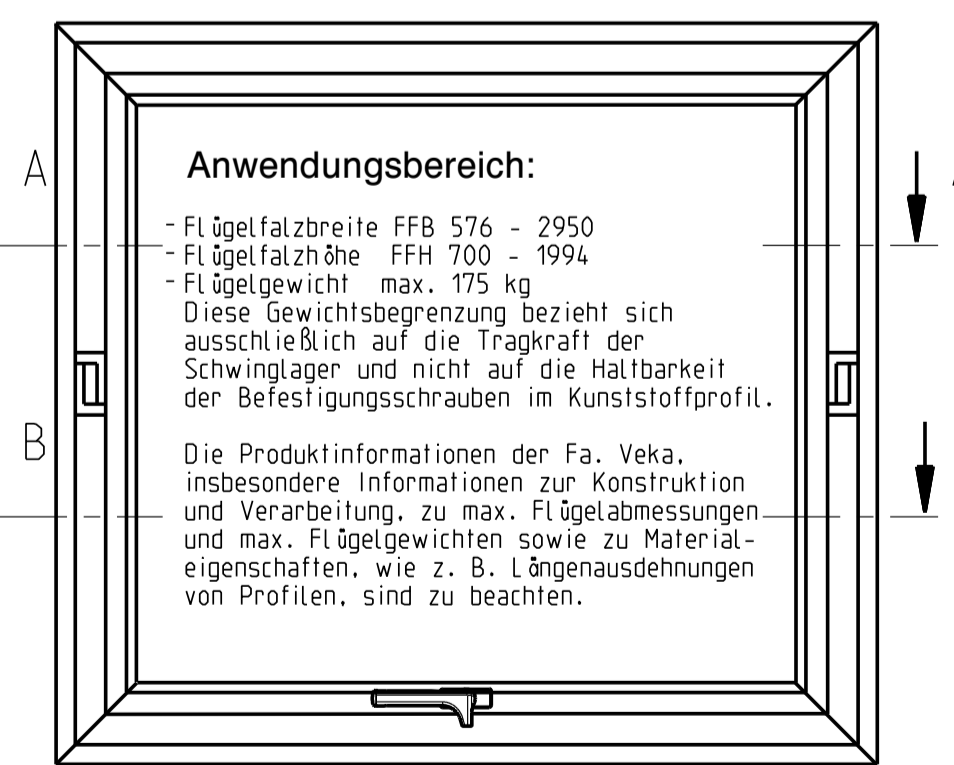 Anwendungsbereich:
A
- Flügelfalzbreite FFB 576 - 2950
- Flügelfalzhöhe FFH 700 - 1994
- Flügelgewicht max. 175 kg
Diese Gewichtsbegrenzung bezieht sich
ausschließlich auf die Tragkraft der
Schwinglager und nicht auf die Haltbarkeit
der Befestigungsschrauben im Kunststoffprofil.
B
Die Produktinformationen der Fa. Veka,
insbesondere Informationen zur Konstruktion
und Verarbeitung, zu max. Flügelabmessungen
und max. Flügelgewichten sowie zu Material-
eigenschaften, wie z. B. Längenausdehnungen
von Profilen, sind zu beachten.